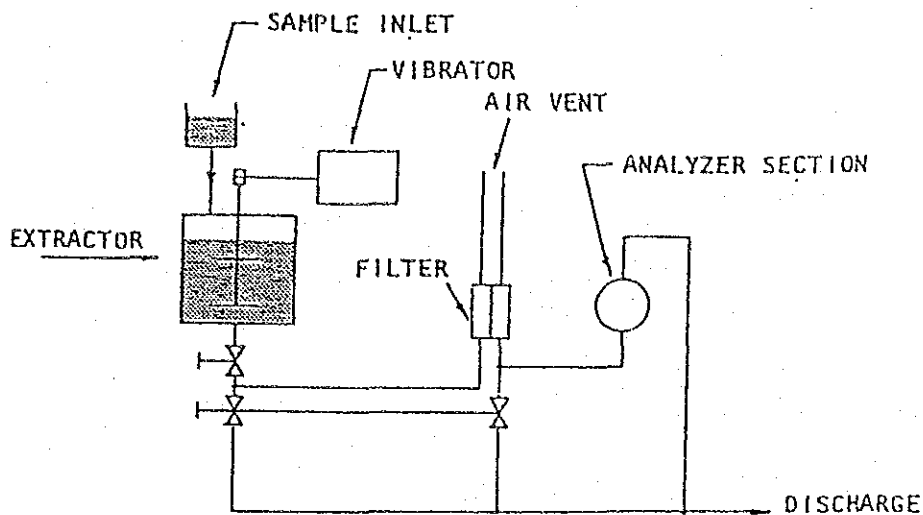 SAMPLE INLET
VIBRATOR
AIR VENT
ANALYZER SECTION
EXTRACTOR
FILTER
DISCHARGE